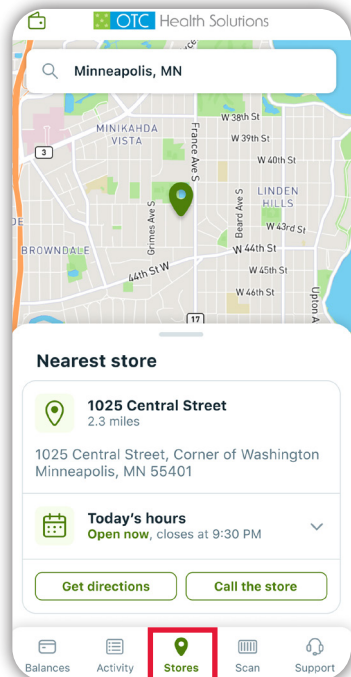 OTC Health Solutions
Minneapolis, MN
W 38th St
MINIKAHDA
VISTA
France Ave S
W 39th St
3
W 40th St
Grimes Ave S
Beard Ave S
LINDEN
HILLS
W 43rd St
BROWNDALE
W 44th St
44th St W
W 45th St
W 46th St
Upton A
17
Nearest store
1025 Central Street
2.3 miles
1025 Central Street, Corner of Washington
Minneapolis, MN 55401
Today's hours
Open now, closes at 9:30 PM
Get directions
Call the store
Balances
Activity
Stores
Scan
Support